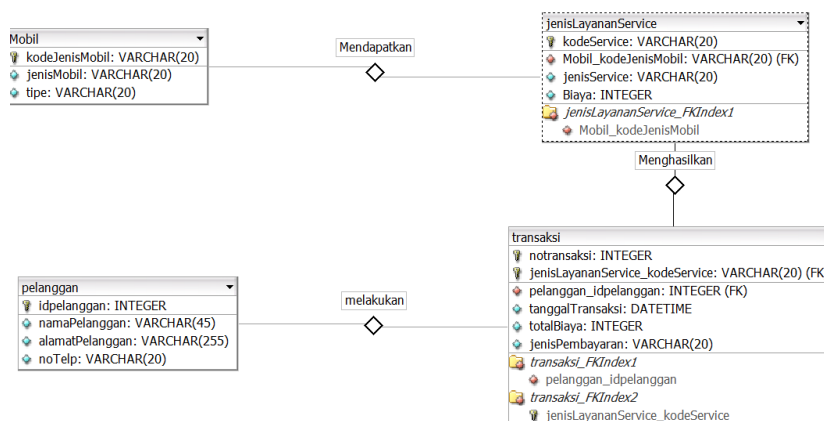 Mobil
kodeJenisMobil: VARCHAR(20)
jenisMobil: VARCHAR(20)
tipe: VARCHAR(20)
Mendapatkan
jenisLayananService
kodeService: VARCHAR(20)
Mobil_kodeJenisMobil: VARCHAR(20) (FK)
jenisService: VARCHAR(20)
Biaya: INTEGER
jenisLayananService_FKIndex1
Mobil_kodeJenisMobil
Menghasilkan
pelanggan
idpelanggan: INTEGER
namaPelanggan: VARCHAR(45)
alamatPelanggan: VARCHAR(255)
noTelp: VARCHAR(20)
melakukan
transaksi
notransaksi: INTEGER
jenisLayananService_kodeService: VARCHAR(20) (FK
pelanggan_idpelanggan: INTEGER (FK)
tanggalTransaksi: DATETIME
totalBiaya: INTEGER
jenisPembayaran: VARCHAR(20)
transaksi_FKIndex1
pelanggan_idpelanggan
transaksi_FKIndex2
jenisLayananService_kodeService